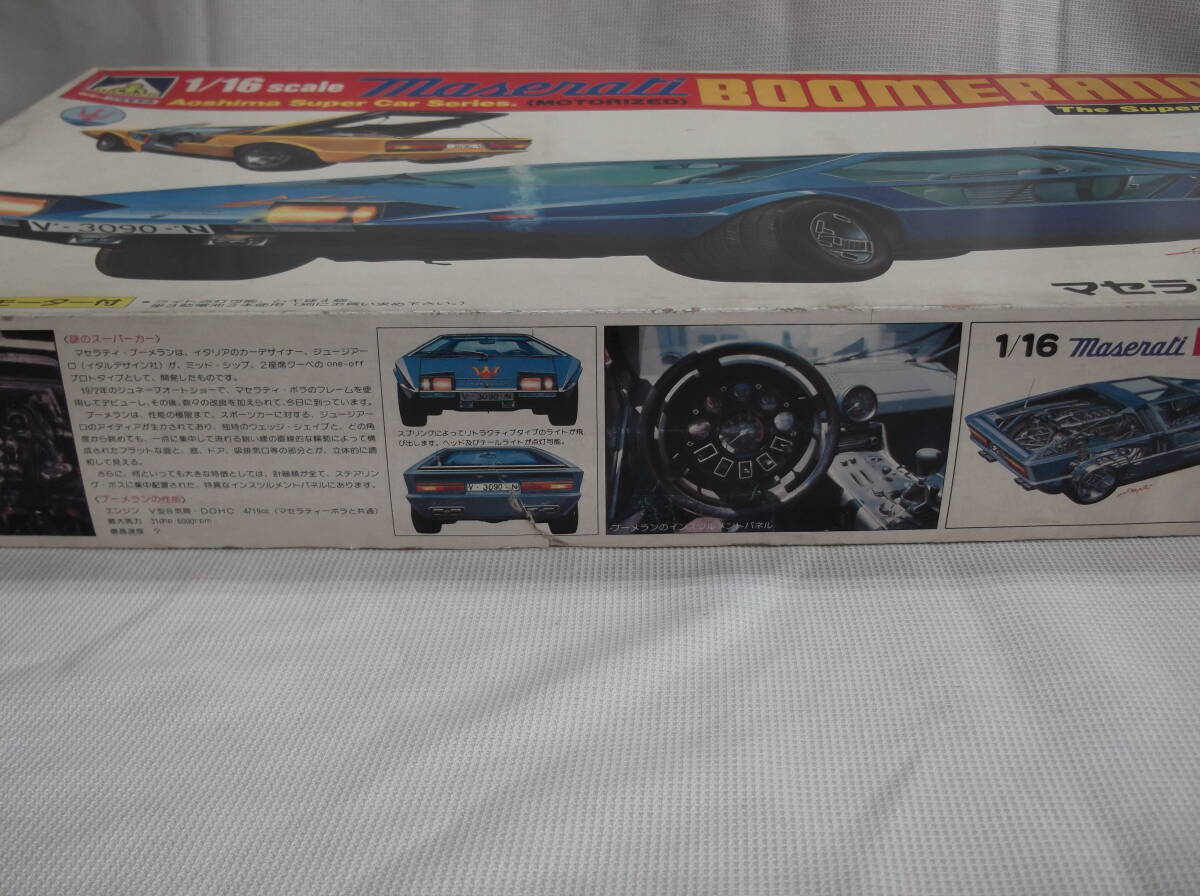 1/16 scale Maserati BOOMERANG
Aoshima Super Car Series. (MOTORIZED)
The Super
V-3090-N
モーター付
マセラ
〈謎のスーパーカー〉
マセラティ・ブーメランは、イタリアのカーデザイナー、ジュージアー
ロ(イタルデザイン社)が、ミッド・シップ、2座席クーペの one-off
プロトタイプとして、開発したものです。
1972年のジュネーブオートショーで、マセラティ・ボラのフレームを使
用してデビューし、その後、数々の改良を加えられて、今日に到っています。
ブーメランは、性能の極限まで、スポーツカーに対する、ジュージアー
ロのアイディアが生かされており、独特のウェッジ・シェイプと、どの角
度から眺めても、一点に集中して流れる鋭い線の直線的な輪郭によって構
成されたフラットな面と、窓、ドア、吸排気口等の部分とが、立体的に調
和して見える。
さらに、何といっても大きな特徴としては、計器類が全て、ステアリン
グ・ボスに集中配置された、特異なインスツルメントパネルにあります。
〈ブーメランの性能〉
エンジン V型8気筒・D.O.H.C 4719cc (マセラティーボラと共通)
最大馬力 310hp 6000rpm
最高速度 ?
スプリングによってリトラクティブタイプのライトが飛
び出します。ヘッド及びテールライトが点灯可能。
V-3090-N
ブーメランのインスツルメントパネル
1/16 Maserati